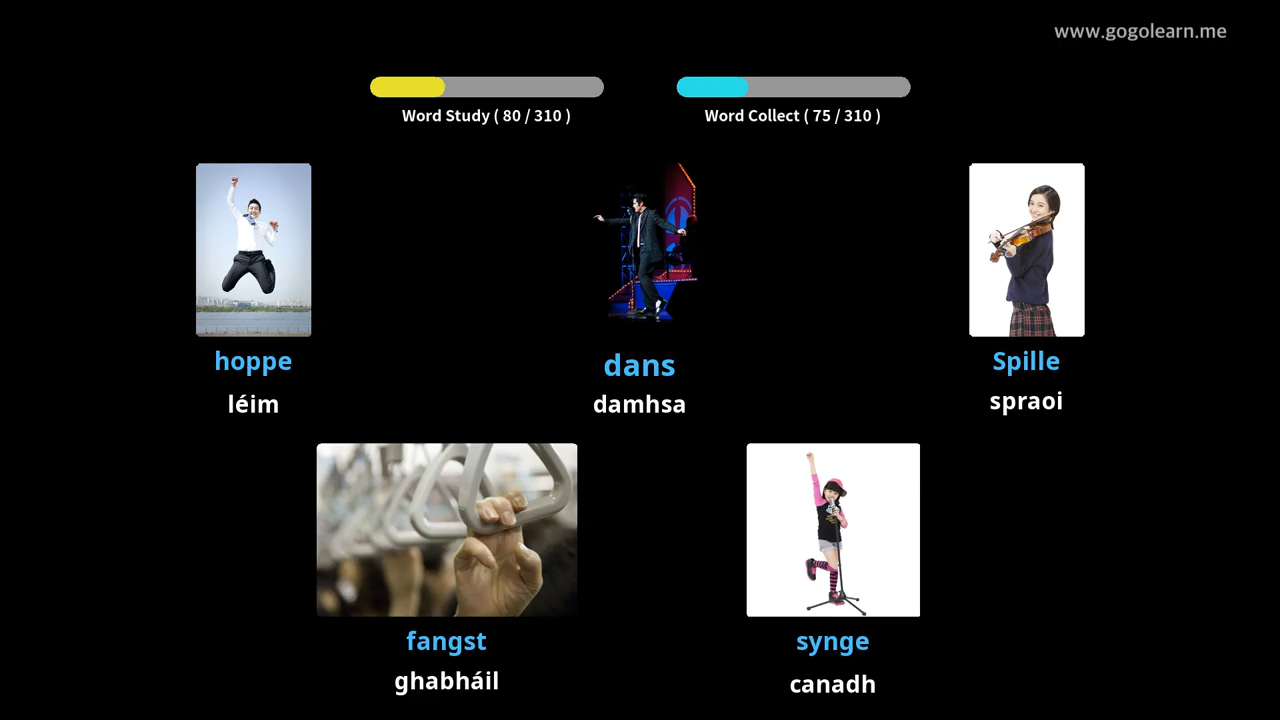 www.gogolearn.me
Word Study ( 80 / 310 )
Word Collect ( 75 / 310 )
hoppe
léim
dans
damhsa
Spille
spraoi
fangst
ghabháil
synge
canadh